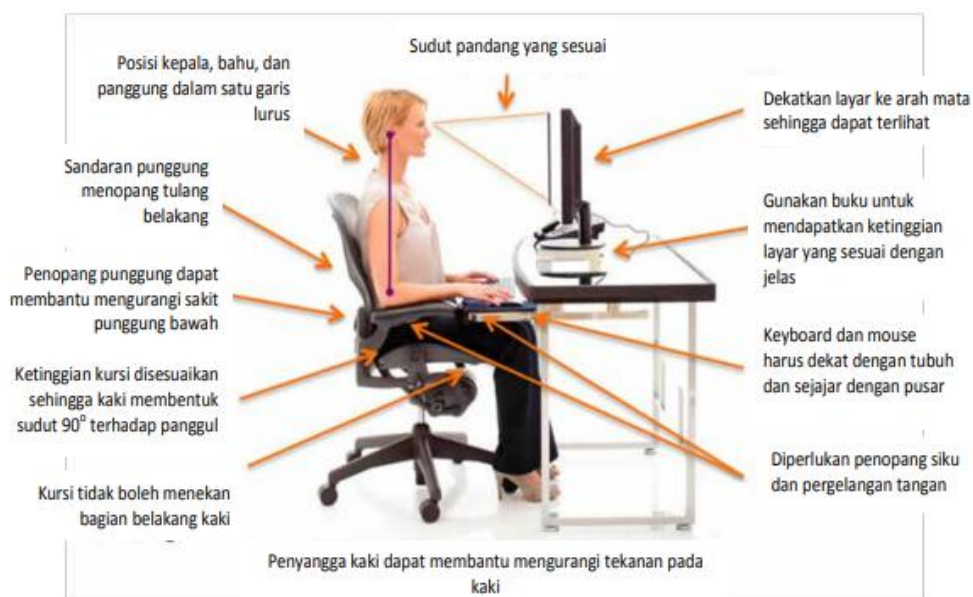 Sudut pandang yang sesuai
Posisi kepala, bahu, dan
panggung dalam satu garis
lurus
Dekatkan layar ke arah mata
sehingga dapat terlihat
Sandaran punggung
menopang tulang
belakang
Gunakan buku untuk
mendapatkan ketinggian
layar yang sesuai dengan
jelas
Penopang punggung dapat
membantu mengurangi sakit
punggung bawah
Keyboard dan mouse
harus dekat dengan tubuh
dan sejajar dengan pusar
Ketinggian kursi disesuaikan
sehingga kaki membentuk
sudut 90° terhadap panggul
Diperlukan penopang siku
dan pergelangan tangan
Kursi tidak boleh menekan
bagian belakang kaki
Penyangga kaki dapat membantu mengurangi tekanan pada
kaki